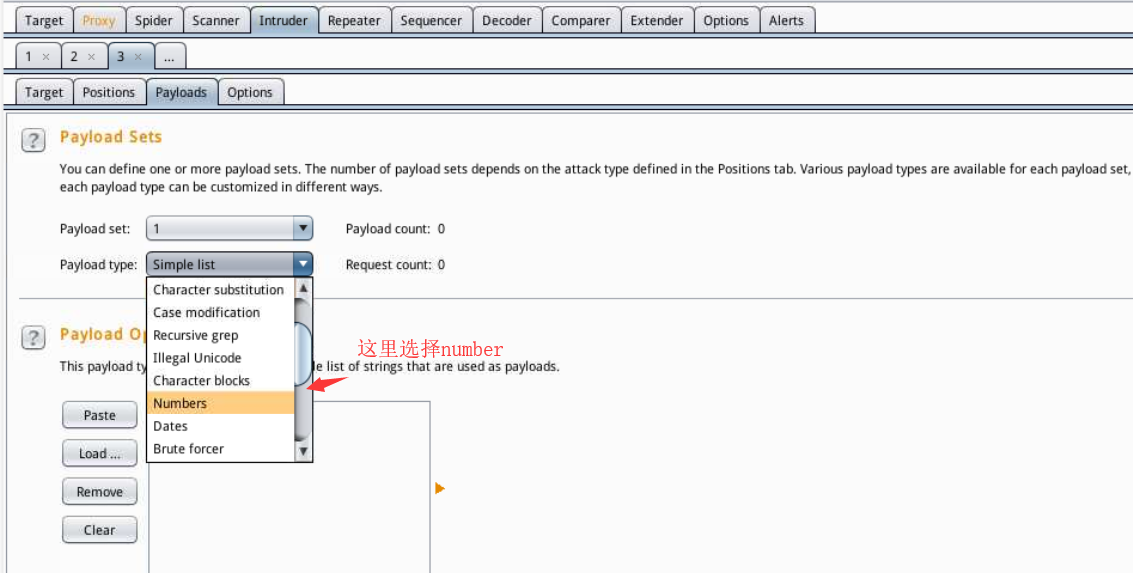 Target Proxy Spider Scanner Intruder Repeater Sequencer Decoder Comparer Extender Options Alerts
1 × 2 × 3 × ...
Target Positions Payloads Options
? Payload Sets
You can define one or more payload sets. The number of payload sets depends on the attack type defined in the Positions tab. Various payload types are available for each payload set,
each payload type can be customized in different ways.
Payload set: 1 Payload count: 0
Payload type: Simple list Request count: 0
Character substitution
Case modification
Recursive grep
? Payload
Illegal Unicode
这里选择number
This payload list of strings that are used as payloads.
Character blocks
Numbers
Paste
Dates
Brute forcer
Load ...
Remove
Clear